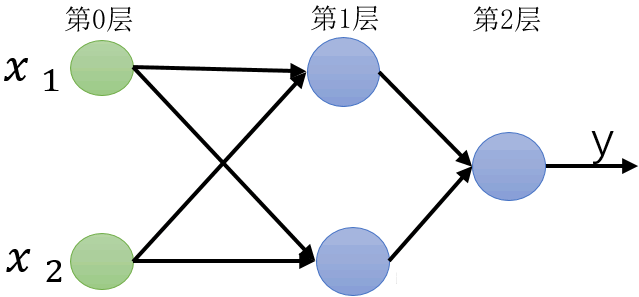 第0层 第1层 第2层
x 1
y
x 2